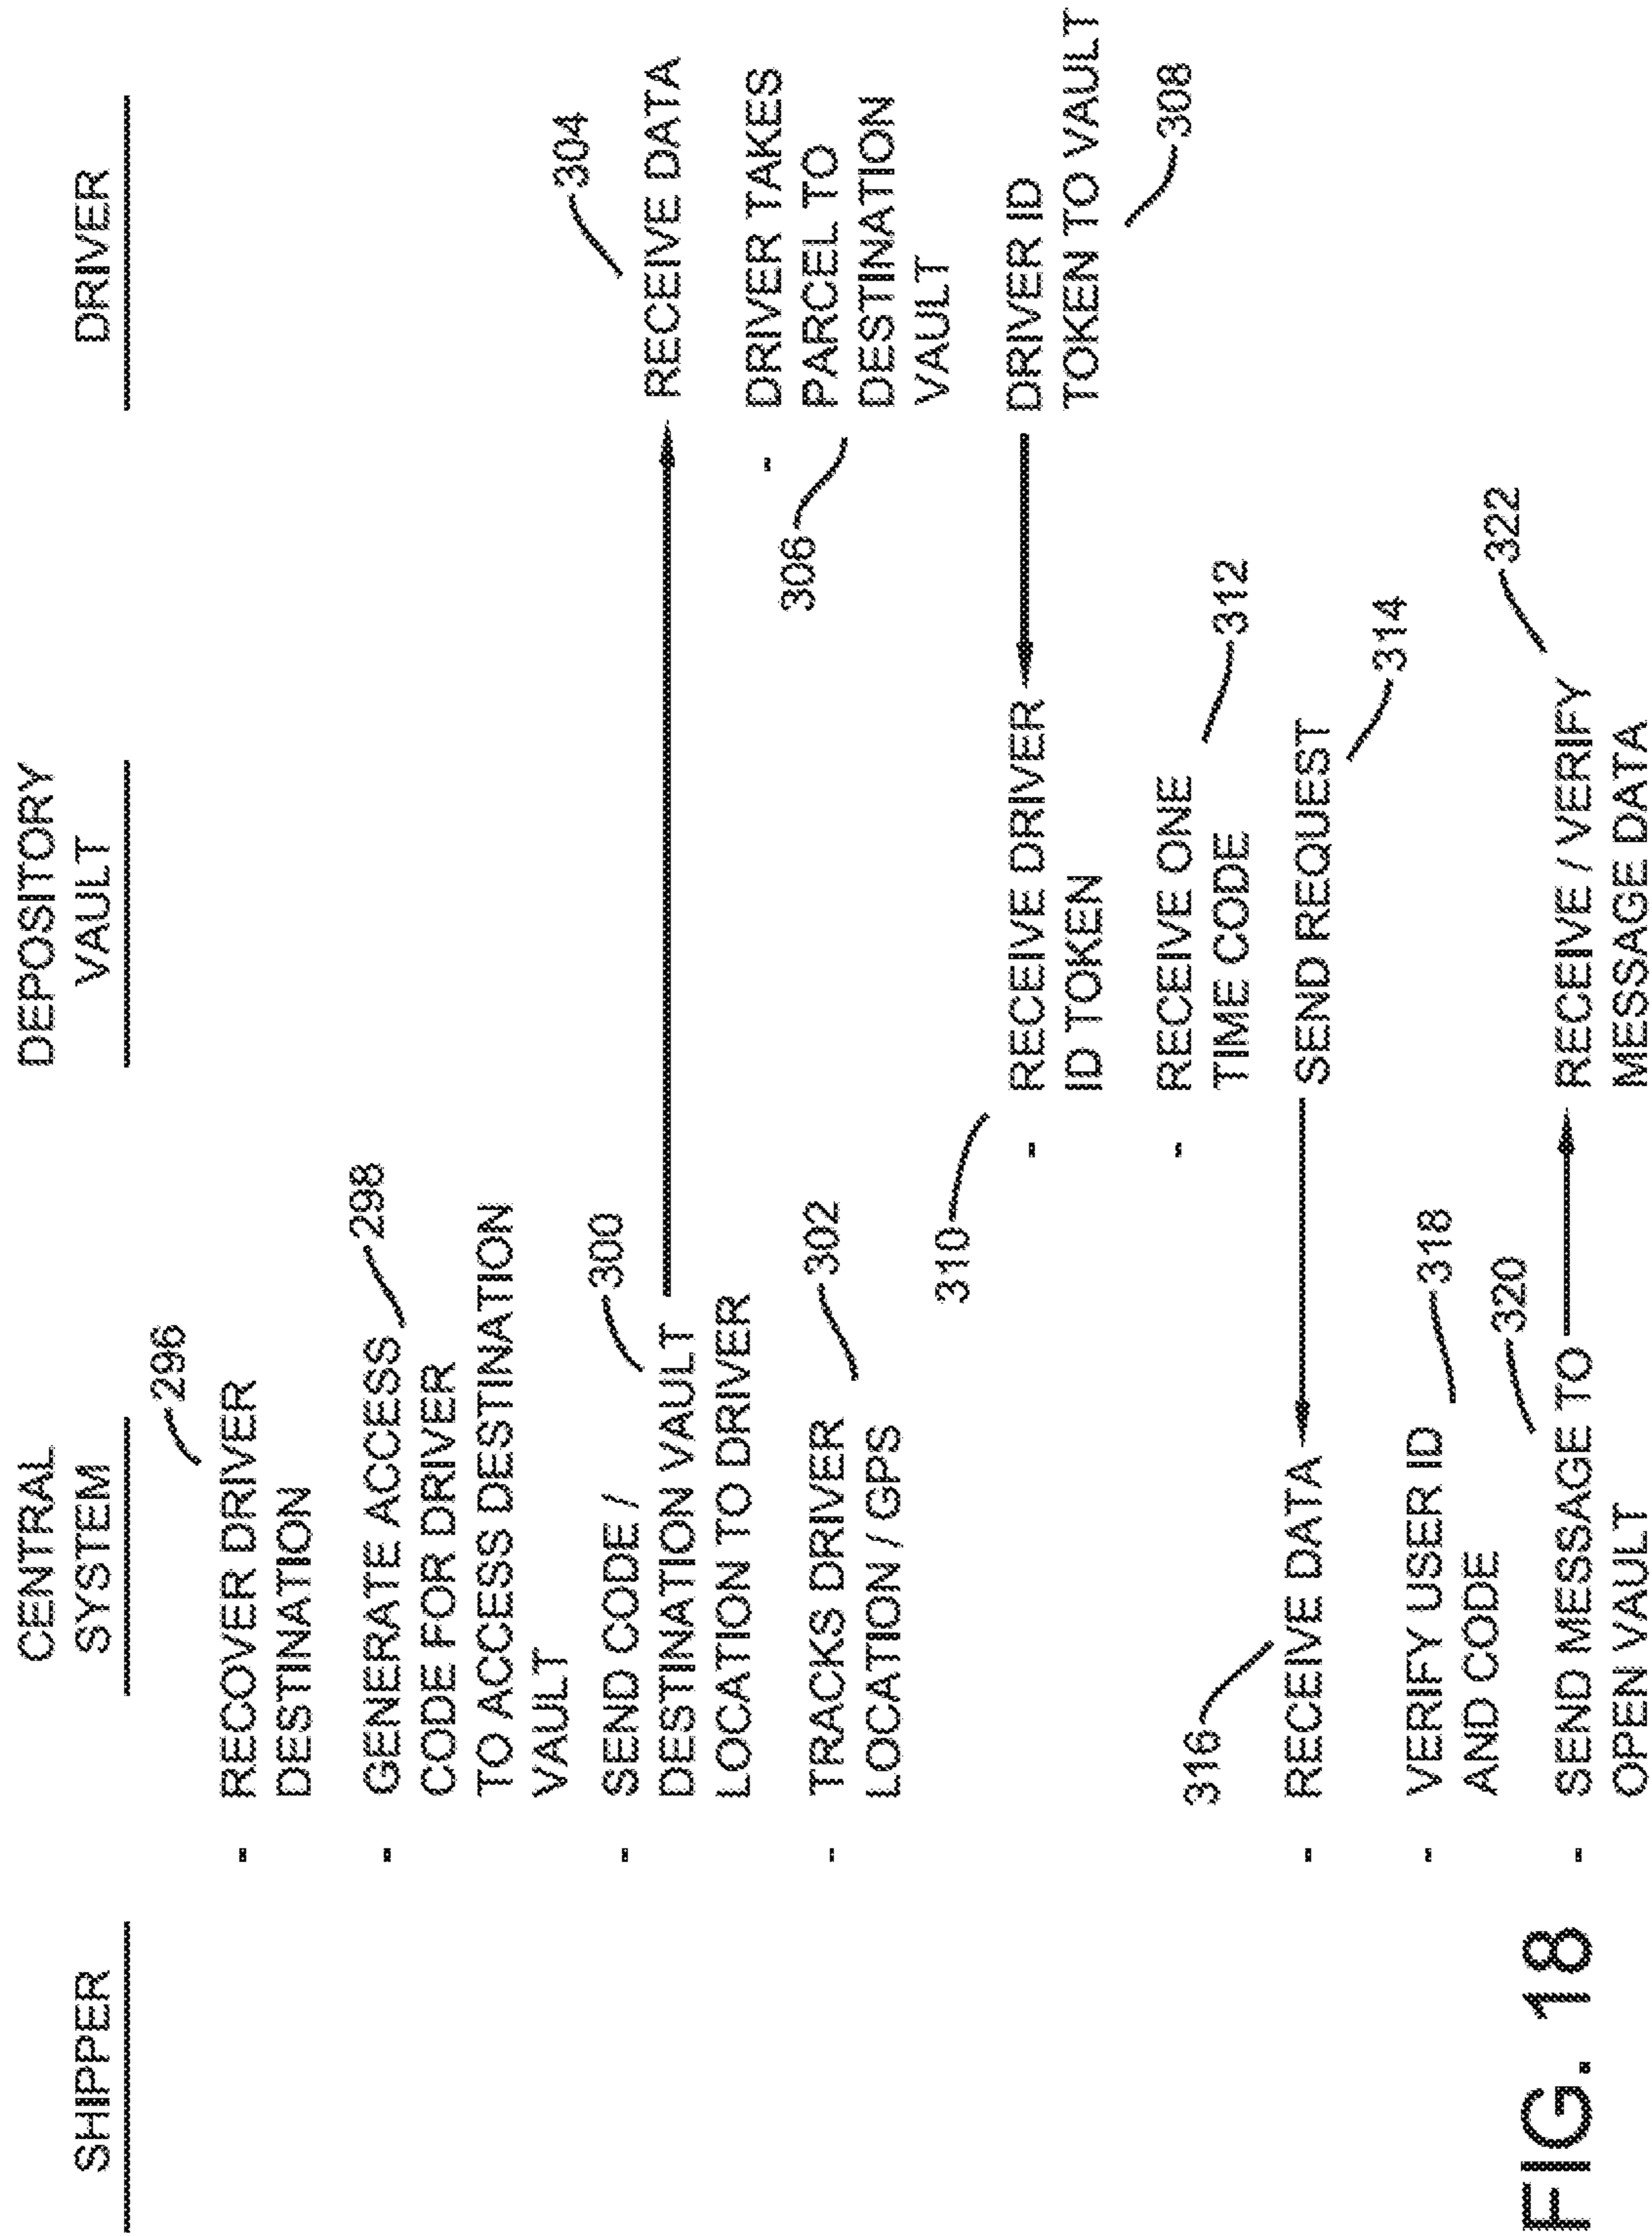 SHIPPER
CENTRAL
SYSTEM
DEPOSITORY
VAULT
DRIVER
296
RECOVER DRIVER
DESTINATION
298
GENERATE ACCESS
CODE FOR DRIVER
TO ACCESS DESTINATION
VAULT
300
SEND CODE /
DESTINATION VAULT
LOCATION TO DRIVER
304
RECEIVE DATA
302
TRACKS DRIVER
LOCATION / GPS
306
DRIVER TAKES
PARCEL TO
DESTINATION
VAULT
DRIVER ID
TOKEN TO VAULT
308
310
RECEIVE DRIVER
ID TOKEN
RECEIVE ONE
TIME CODE
312
SEND REQUEST
314
316
RECEIVE DATA
VERIFY USER ID
AND CODE
318
320
SEND MESSAGE TO
OPEN VAULT
322
RECEIVE / VERIFY
MESSAGE DATA
FIG. 18